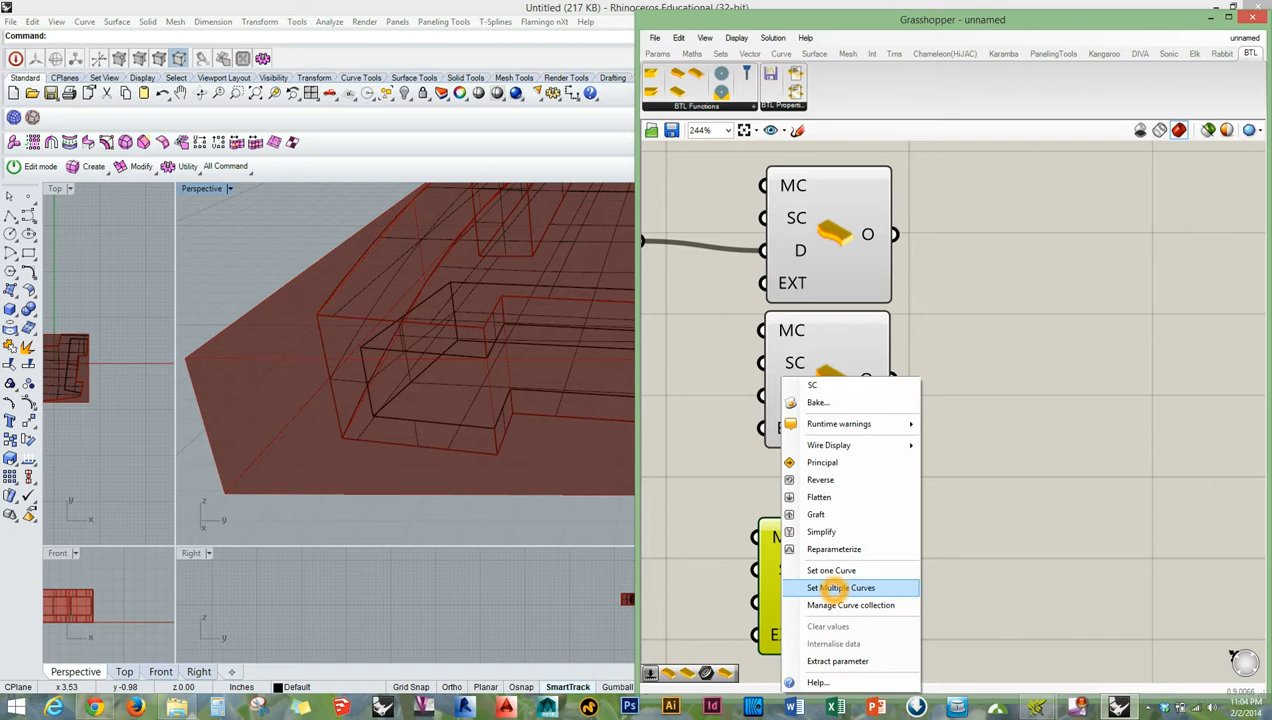 Untitled (217 KB) - Rhinoceros Educational (32-bit)
File Edit View Curve Surface Solid Mesh Dimension Transform Tools Analyze Render Panels Paneling Tools T-Splines Flamingo nXt Help
Command:
Standard CPlanes Set View Display Select Viewport Layout Visibility Transform Curve Tools Surface Tools Solid Tools Mesh Tools Render Tools Drafting
Edit mode Create Modify Utility All Command
Top
Perspective
z
y
x
y
x
Front
Right
z
x
z
y
Perspective Top Front Right
CPlane x 3.53 y -0.98 z 0.00 Inches Default Grid Snap Ortho Planar Osnap SmartTrack Gumball
Grasshopper - unnamed
File Edit View Display Solution Help unnamed
Params Maths Sets Vector Curve Surface Mesh Int Trns Chameleon(HiJAC) Karamba PanelingTools Kangaroo DIVA Sonic Elk Rabbit BTL
BTL Functions BTL Properti...
244%
MC
SC
D
EXT
O
MC
SC
SC
Bake...
Runtime warnings
Wire Display
Principal
Reverse
Flatten
Graft
Simplify
Reparameterize
Set one Curve
Set Multiple Curves
Manage Curve collection
Clear values
Internalise data
Extract parameter
Help...
0.9.0066
11:04 PM
2/2/2014